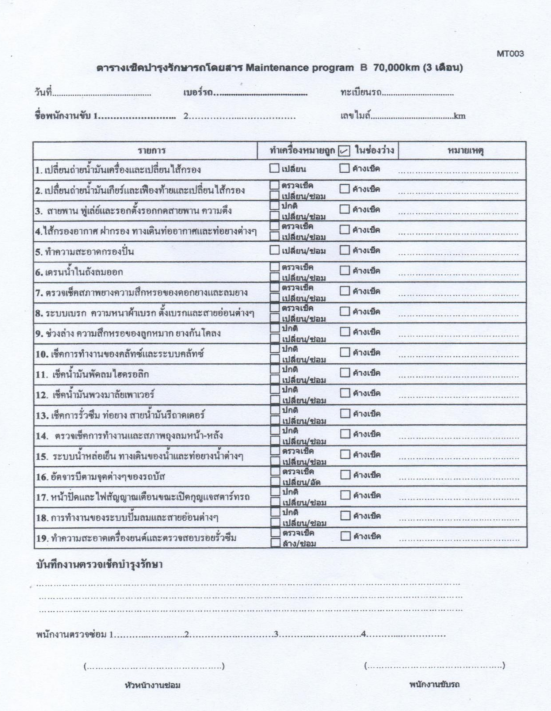 MT003
ตารางเช็คบำรุงรักษารถโดยสาร Maintenance program B 70,000km (3 เดือน)
วันที่.................................... เบอร์รถ.................................... ทะเบียนรถ..............................
ชื่อพนักงานขับ 1............................ 2........................................ เลขไมล์..............................km
รายการ ทำเครื่องหมายถูก ☑ ในช่องว่าง หมายเหตุ
1. เปลี่ยนถ่ายน้ำมันเครื่องและเปลี่ยนไส้กรอง ☐ เปลี่ยน ☐ ค้างเช็ค ........................................
2. เปลี่ยนถ่ายน้ำมันเกียร์และเฟืองท้ายและเปลี่ยนไส้กรอง ☐ ตรวจเช็ค ☐ เปลี่ยน/ซ่อม ☐ ค้างเช็ค ........................................
3. สายพาน พู่เล่ย์และรอกตั้งรอกกดสายพาน ความตึง ☐ ปกติ ☐ เปลี่ยน/ซ่อม ☐ ค้างเช็ค ........................................
4.ไส้กรองอากาศ ฝากรอง ทางเดินท่ออากาศและท่อยางต่างๆ ☐ ตรวจเช็ค ☐ เปลี่ยน/ซ่อม ☐ ค้างเช็ค ........................................
5. ทำความสะอาดกรองปั่น ☐ เปลี่ยน/ซ่อม ☐ ค้างเช็ค ........................................
6. เดรนน้ำในถังลมออก ☐ ตรวจเช็ค ☐ เปลี่ยน/ซ่อม ☐ ค้างเช็ค ........................................
7. ตรวจเช็คสภาพยางความสึกหรอของดอกยางและลมยาง ☐ ตรวจเช็ค ☐ เปลี่ยน/ซ่อม ☐ ค้างเช็ค ........................................
8. ระบบเบรก ความหนาผ้าเบรก ตั้งเบรกและสายอ่อนต่างๆ ☐ ตรวจเช็ค ☐ เปลี่ยน/ซ่อม ☐ ค้างเช็ค ........................................
9. ช่วงล่าง ความสึกหรอของลูกหมาก ยางกันโคลง ☐ ปกติ ☐ เปลี่ยน/ซ่อม ☐ ค้างเช็ค ........................................
10. เช็คการทำงานของคลัทช์และระบบคลัทช์ ☐ ปกติ ☐ เปลี่ยน/ซ่อม ☐ ค้างเช็ค ........................................
11. เช็คน้ำมันพัดลมไฮดรอลิก ☐ ปกติ ☐ เปลี่ยน/ซ่อม ☐ ค้างเช็ค ........................................
12. เช็คน้ำมันพวงมาลัยเพาเวอร์ ☐ ปกติ ☐ เปลี่ยน/ซ่อม ☐ ค้างเช็ค ........................................
13. เช็คการรั่วซึม ท่อยาง สายน้ำมันรีถาดเดอร์ ☐ ปกติ ☐ เปลี่ยน/ซ่อม ☐ ค้างเช็ค ........................................
14. ตรวจเช็คการทำงานและสภาพถุงลมหน้า-หลัง ☐ ปกติ ☐ เปลี่ยน/ซ่อม ☐ ค้างเช็ค ........................................
15. ระบบน้ำหล่อเย็น ทางเดินของน้ำและท่อยางน้ำต่างๆ ☐ ตรวจเช็ค ☐ เปลี่ยน/ซ่อม ☐ ค้างเช็ค ........................................
16. อัดจารบีตามจุดต่างๆของรถบัส ☐ ตรวจเช็ค ☐ เปลี่ยน/อัด ☐ ค้างเช็ค ........................................
17. หน้าปัดและไฟสัญญาณเตือนขณะเปิดกุญแจสตาร์ทรถ ☐ ปกติ ☐ เปลี่ยน/ซ่อม ☐ ค้างเช็ค ........................................
18. การทำงานของระบบปั๊มลมและสายอ่อนต่างๆ ☐ ปกติ ☐ เปลี่ยน/ซ่อม ☐ ค้างเช็ค ........................................
19. ทำความสะอาดเครื่องยนต์และตรวจสอบรอยรั่วซึม ☐ ตรวจเช็ค ☐ ล้าง/ซ่อม ☐ ค้างเช็ค ........................................
บันทึกงานตรวจเช็คบำรุงรักษา
พนักงานตรวจซ่อม 1........................2..............................3..............................4..............................
(..............................................) (..............................................)
หัวหน้างานซ่อม พนักงานขับรถ